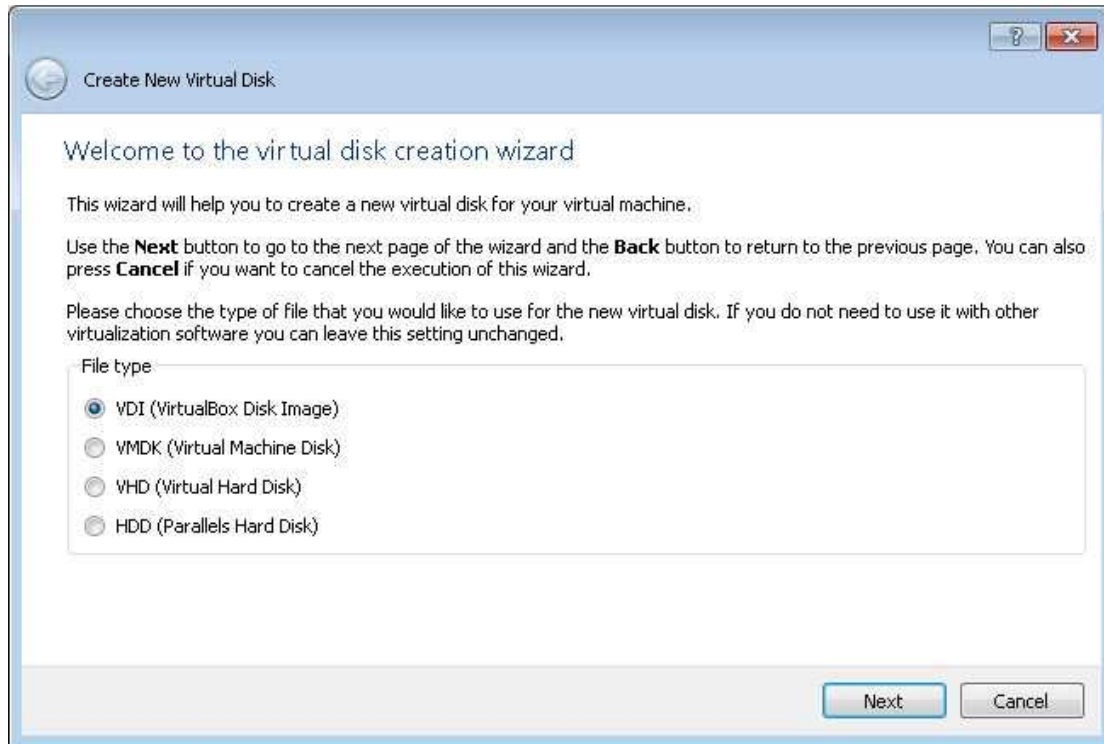 Create New Virtual Disk
Welcome to the virtual disk creation wizard
This wizard will help you to create a new virtual disk for your virtual machine.
Use the Next button to go to the next page of the wizard and the Back button to return to the previous page. You can also
press Cancel if you want to cancel the execution of this wizard.
Please choose the type of file that you would like to use for the new virtual disk. If you do not need to use it with other
virtualization software you can leave this setting unchanged.
File type
VDI (VirtualBox Disk Image)
VMDK (Virtual Machine Disk)
VHD (Virtual Hard Disk)
HDD (Parallels Hard Disk)
Next Cancel